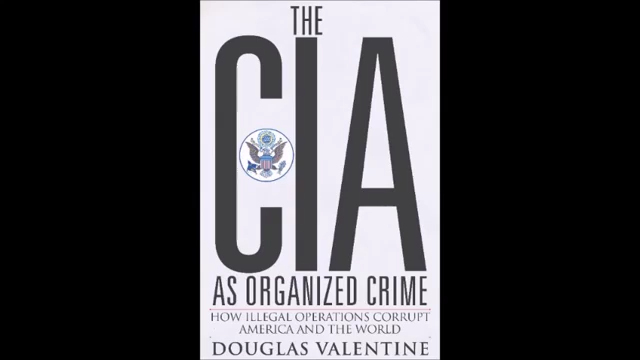 THE
CIA
AS ORGANIZED CRIME
HOW ILLEGAL OPERATIONS CORRUPT
AMERICA AND THE WORLD
DOUGLAS VALENTINE